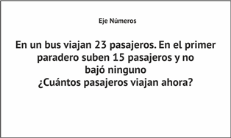 Eje Números
En un bus viajan 23 pasajeros. En el primer
paradero suben 15 pasajeros y no
bajó ninguno
¿Cuántos pasajeros viajan ahora?